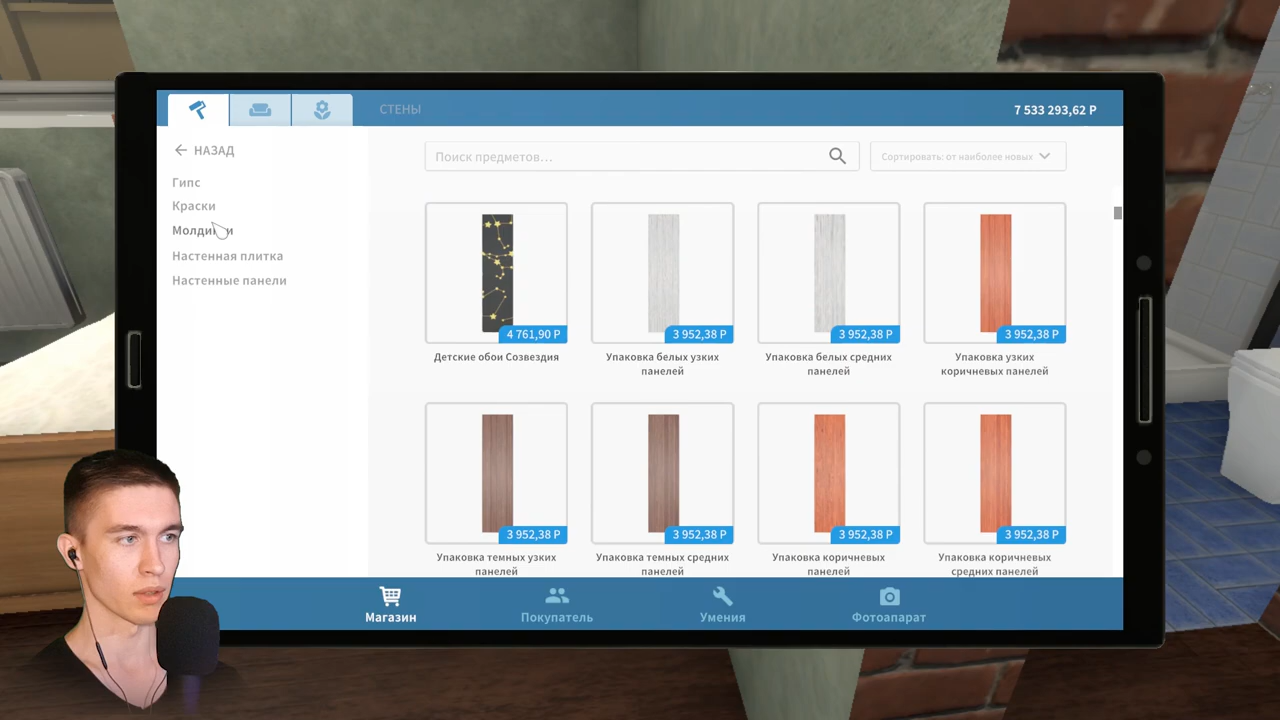 СТЕНЫ
7 533 293,62 Р
НАЗАД
Поиск предметов...
Сортировать: от наиболее новых
Гипс
Краски
Молдинги
Настенная плитка
Настенные панели
4 761,90 Р
3 952,38 Р
3 952,38 Р
3 952,38 Р
Детские обои Созвездия
Упаковка белых узких
панелей
Упаковка белых средних
панелей
Упаковка узких
коричневых панелей
3 952,38 Р
3 952,38 Р
3 952,38 Р
3 952,38 Р
Упаковка темных узких
панелей
Упаковка темных средних
панелей
Упаковка коричневых
панелей
Упаковка коричневых
средних панелей
Магазин
Покупатель
Умения
Фотоапарат